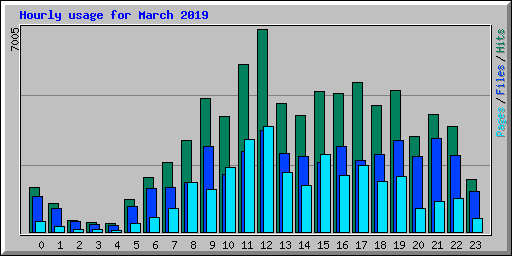 Hourly usage for March 2019
7005
Pages/Files/Hits
0 1 2 3 4 5 6 7 8 9 10 11 12 13 14 15 16 17 18 19 20 21 22 23